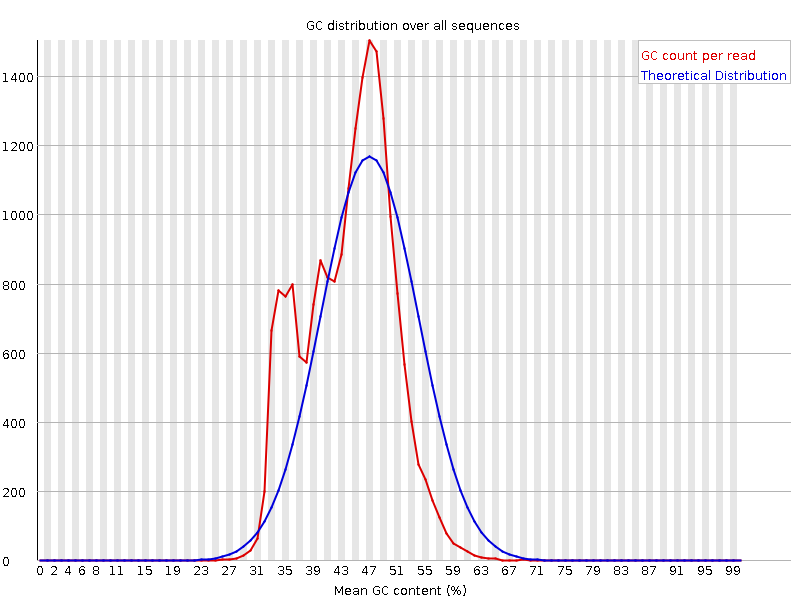 GC distribution over all sequences
GC count per read
Theoretical Distribution
1400
1200
1000
800
600
400
200
0
0 2 4 6 8 11 15 19 23 27 31 35 39 43 47 51 55 59 63 67 71 75 79 83 87 91 95 99
Mean GC content (%)